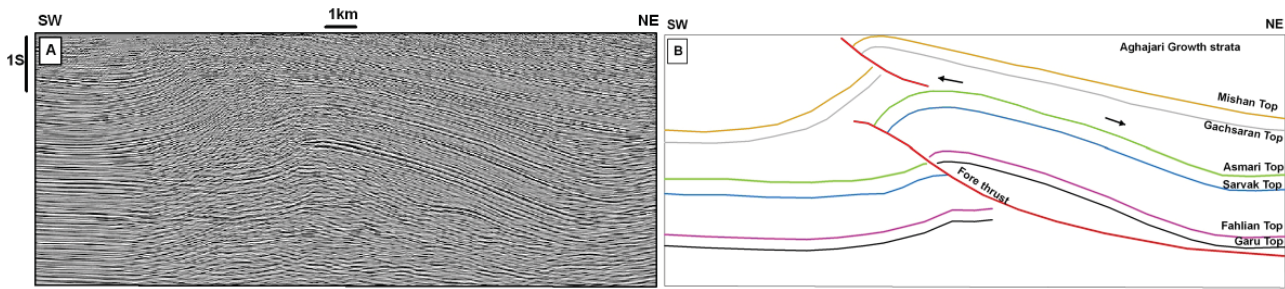 SW
1km
NE
A
1S
SW
NE
B
Aghajari Growth strata
Mishan Top
Gachsaran Top
Asmari Top
Sarvak Top
Fore thrust
Fahlian Top
Garu Top